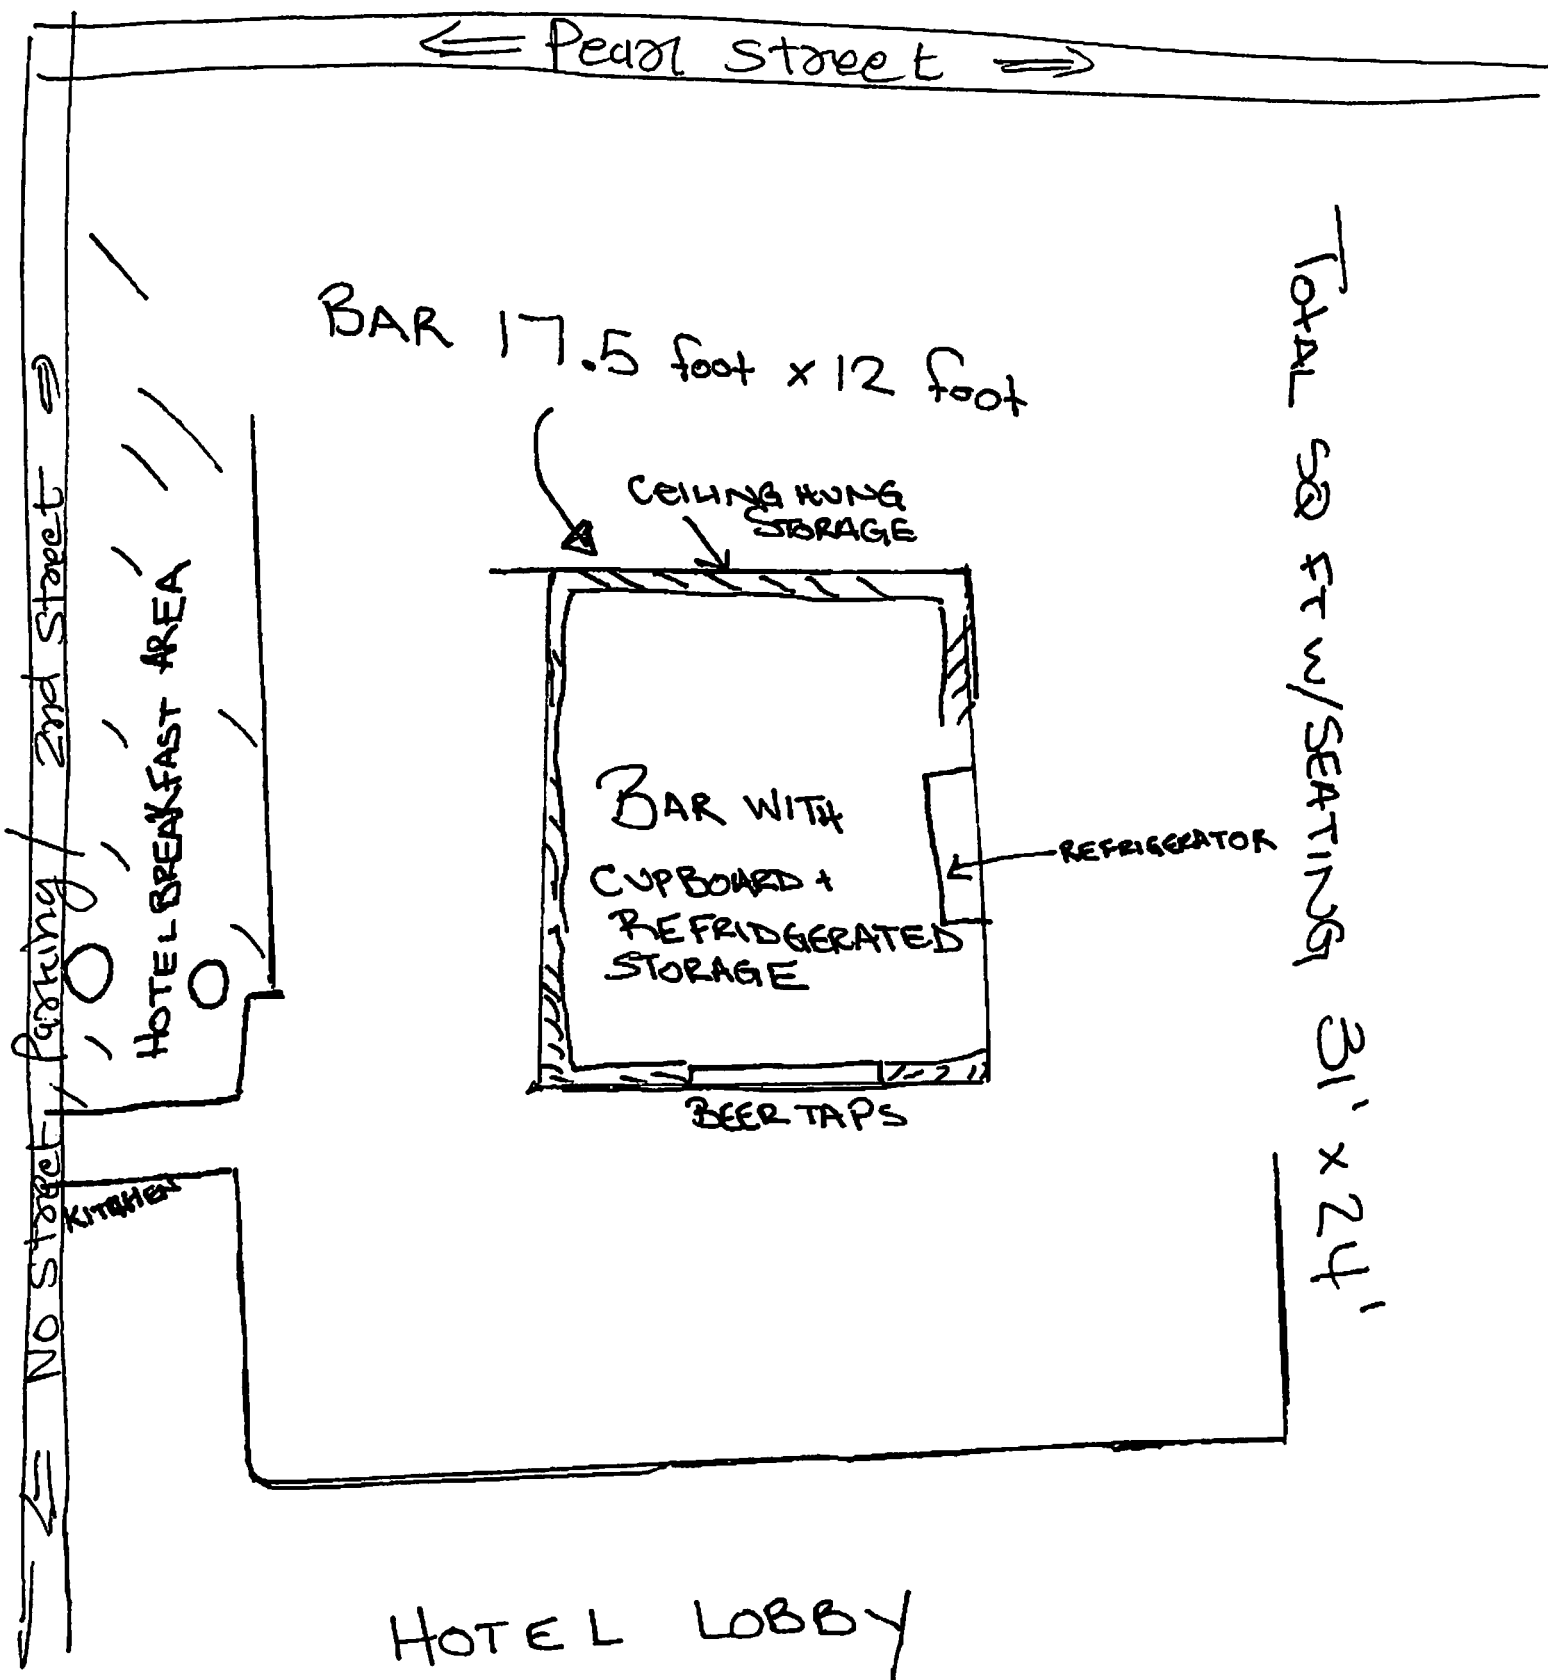 ⇐ Pearl Street ⇒
BAR 17.5 foot x 12 foot
CEILING HUNG
STORAGE
TOTAL SQ FT W/SEATING 31' x 24'
⇐ No Street Parking / 2nd Street ⇒
HOTEL BREAKFAST AREA
BAR WITH
CUPBOARD +
REFRIDGERATED
STORAGE
REFRIGERATOR
BEER TAPS
KITCHEN
HOTEL LOBBY